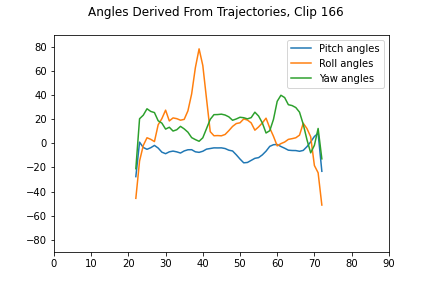 Angles Derived From Trajectories, Clip 166
Pitch angles
Roll angles
Yaw angles
80
60
40
20
0
−20
−40
−60
−80
0 10 20 30 40 50 60 70 80 90